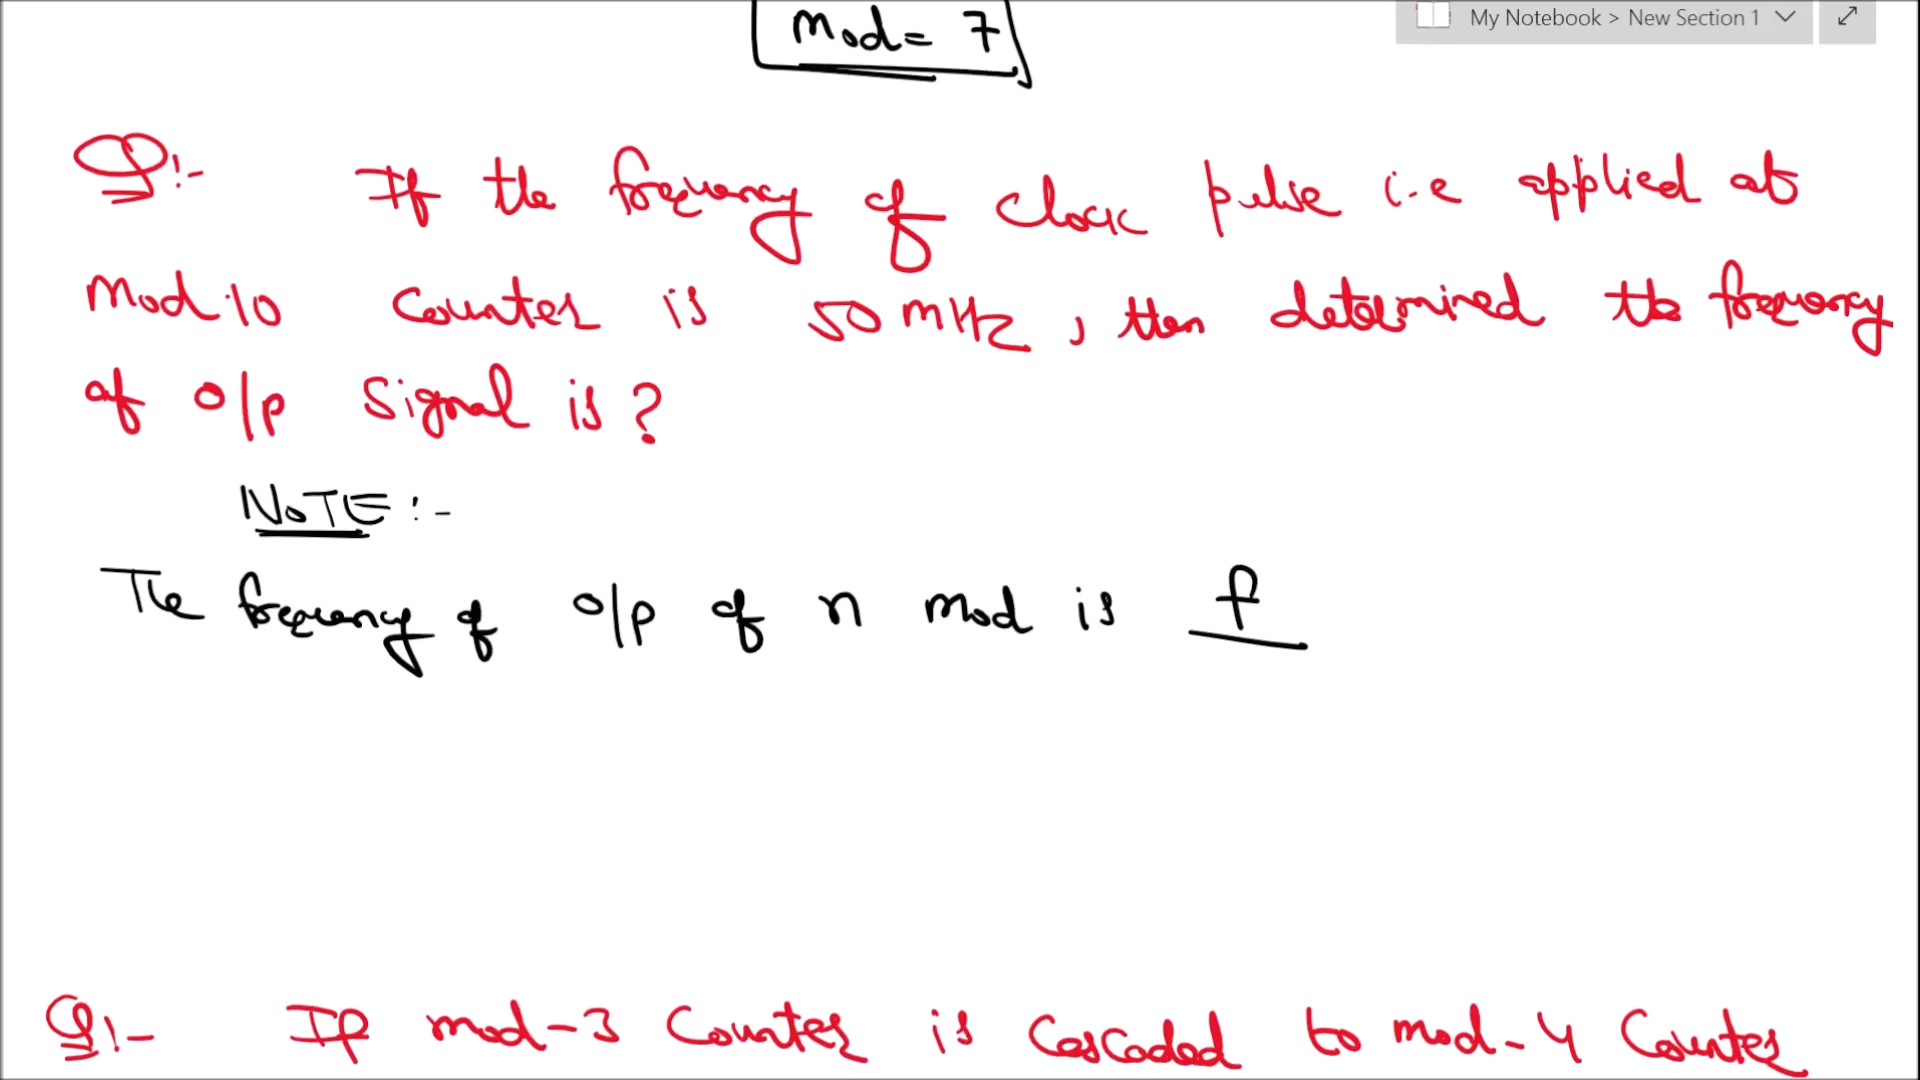 mod= 7
My Notebook > New Section 1
Q:- If the frequency of clock pulse i.e applied at
mod 10 counter is 50 MHz, then determined the frequency
of o/p signal is?
NOTE:-
The frequency of o/p of n mod is f
Q:- If mod-3 counter is cascaded to mod-4 counter